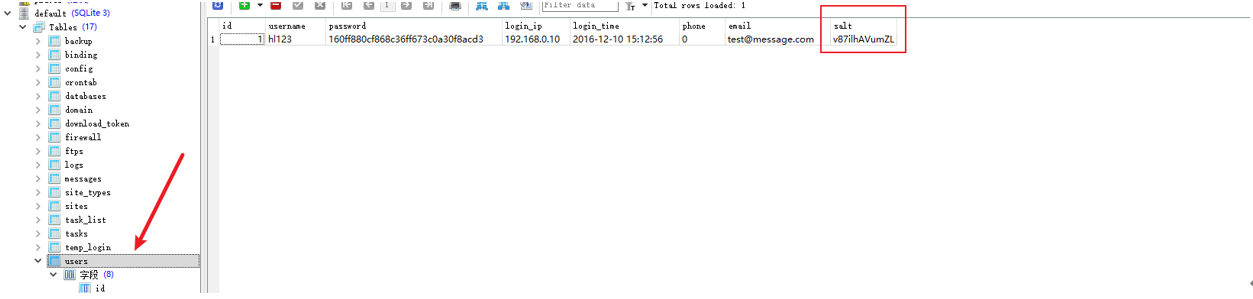 default (SQLite 3)
Tables (17)
backup
binding
config
crontab
databases
domain
download_token
firewall
ftps
logs
messages
site_types
sites
task_list
tasks
temp_login
users
字段 (8)
id
Filter data
Total rows loaded: 1
id username password login_ip login_time phone email salt
1 1 hl123 160ff880cf868c36ff673c0a30f8acd3 192.168.0.10 2016-12-10 15:12:56 0 test@message.com v87ilhAVumZL